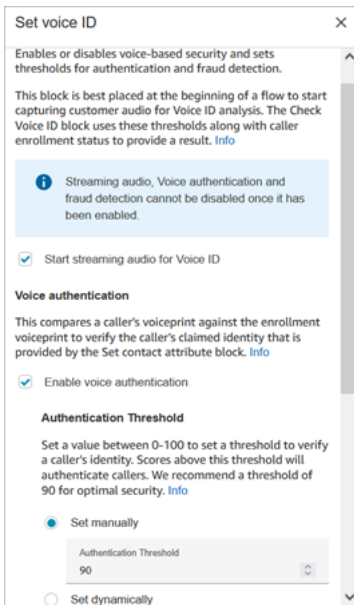 Set voice ID
Enables or disables voice-based security and sets
thresholds for authentication and fraud detection.
This block is best placed at the beginning of a flow to start
capturing customer audio for Voice ID analysis. The Check
Voice ID block uses these thresholds along with caller
enrollment status to provide a result. Info
Streaming audio, Voice authentication and
fraud detection cannot be disabled once it has
been enabled.
Start streaming audio for Voice ID
Voice authentication
This compares a caller's voiceprint against the enrollment
voiceprint to verify the caller's claimed identity that is
provided by the Set contact attribute block. Info
Enable voice authentication
Authentication Threshold
Set a value between 0-100 to set a threshold to verify
a caller's identity. Scores above this threshold will
authenticate callers. We recommend a threshold of
90 for optimal security. Info
Set manually
Authentication Threshold
90
Set dynamically